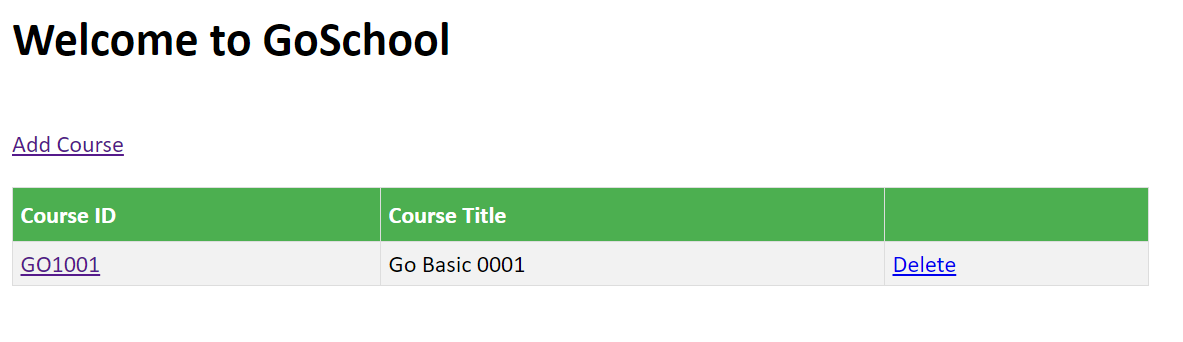 Welcome to GoSchool
Add Course
Course ID Course Title
GO1001 Go Basic 0001 Delete